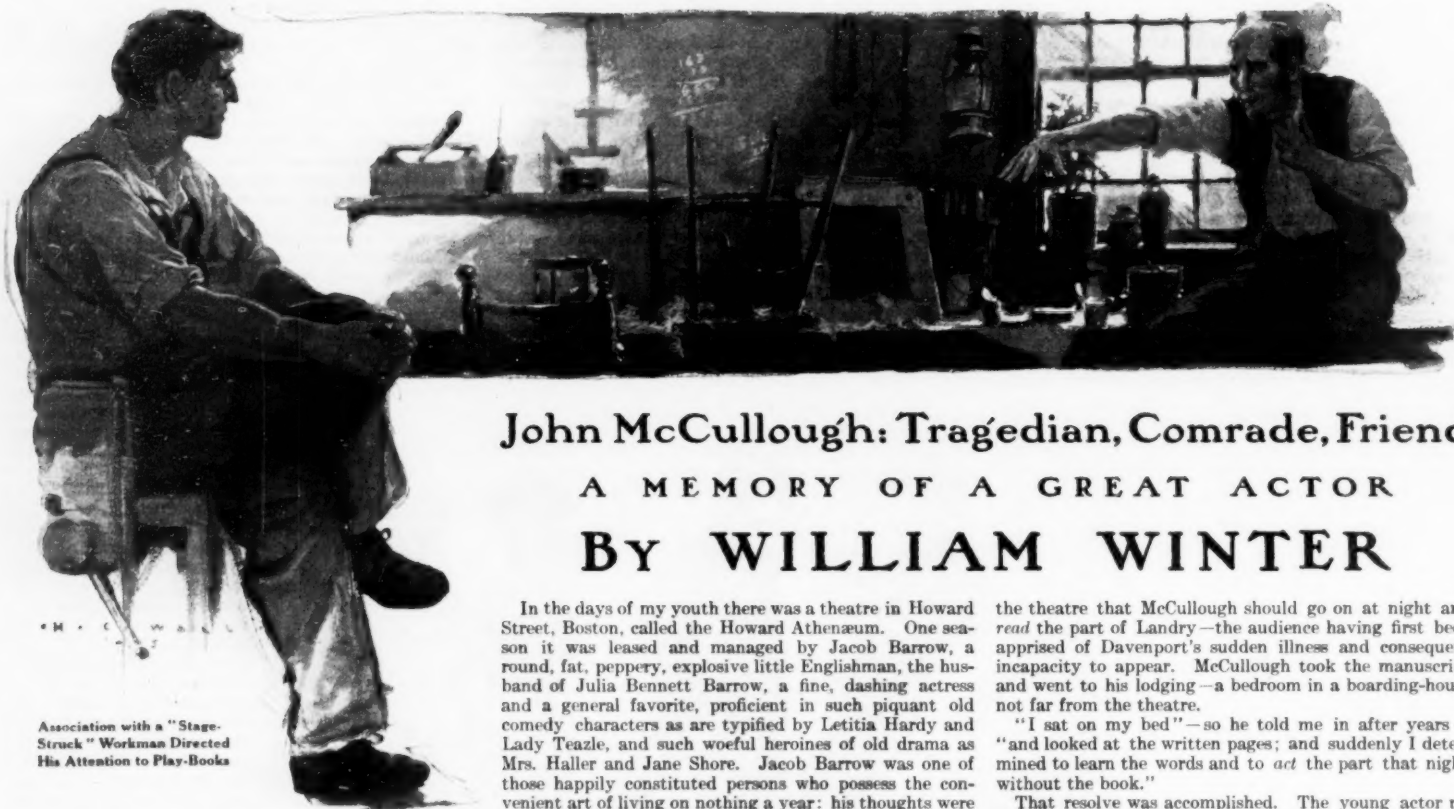 John McCullough: Tragedian, Comrade, Friend
A MEMORY OF A GREAT ACTOR
BY WILLIAM WINTER
Association with a "Stage-
Struck" Workman Directed
His Attention to Play-Books
In the days of my youth there was a theatre in Howard
Street, Boston, called the Howard Athenæum. One sea-
son it was leased and managed by Jacob Barrow, a
round, fat, peppery, explosive little Englishman, the hus-
band of Julia Bennett Barrow, a fine, dashing actress
and a general favorite, proficient in such piquant old
comedy characters as are typified by Letitia Hardy and
Lady Teazle, and such woeful heroines of old drama as
Mrs. Haller and Jane Shore. Jacob Barrow was one of
those happily constituted persons who possess the con-
venient art of living on nothing a year: his thoughts were
the theatre that McCullough should go on at night an
read the part of Landry—the audience having first bee
apprised of Davenport's sudden illness and conseque
incapacity to appear. McCullough took the manuscri
and went to his lodging—a bedroom in a boarding-hou
not far from the theatre.
"I sat on my bed"—so he told me in after years
"and looked at the written pages; and suddenly I dete
mined to learn the words and to act the part that nigh
without the book."
That resolve was accomplished. The young actor